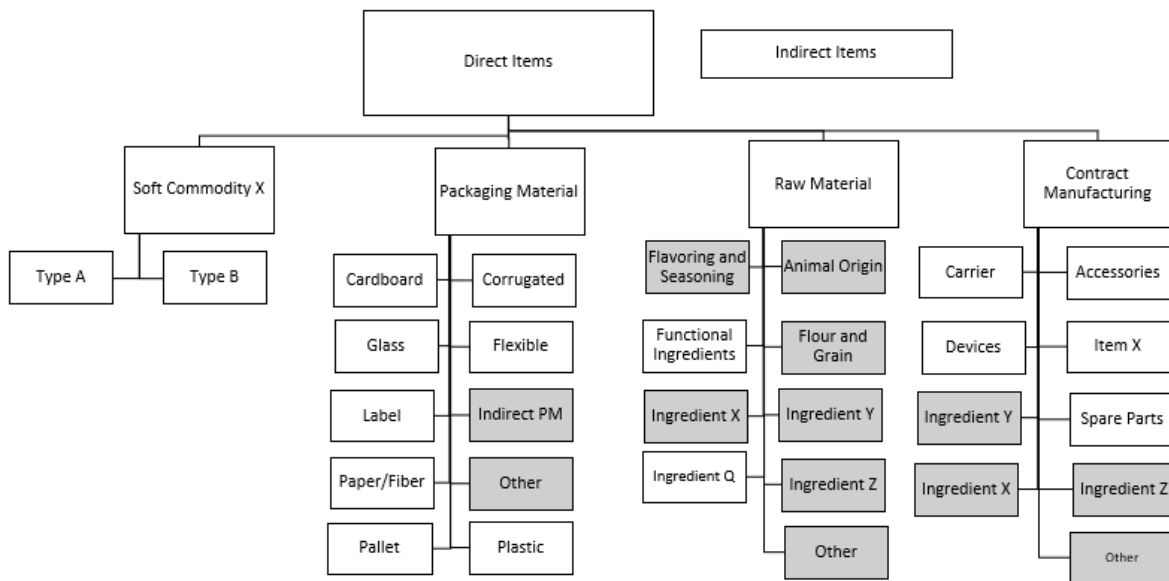 Direct Items
Indirect Items
Soft Commodity X
Packaging Material
Raw Material
Contract
Manufacturing
Type A
Type B
Cardboard
Corrugated
Glass
Flexible
Label
Indirect PM
Paper/Fiber
Other
Pallet
Plastic
Flavoring and
Seasoning
Animal Origin
Functional
Ingredients
Flour and
Grain
Ingredient X
Ingredient Y
Ingredient Q
Ingredient Z
Other
Carrier
Accessories
Devices
Item X
Ingredient Y
Spare Parts
Ingredient X
Ingredient Z
Other